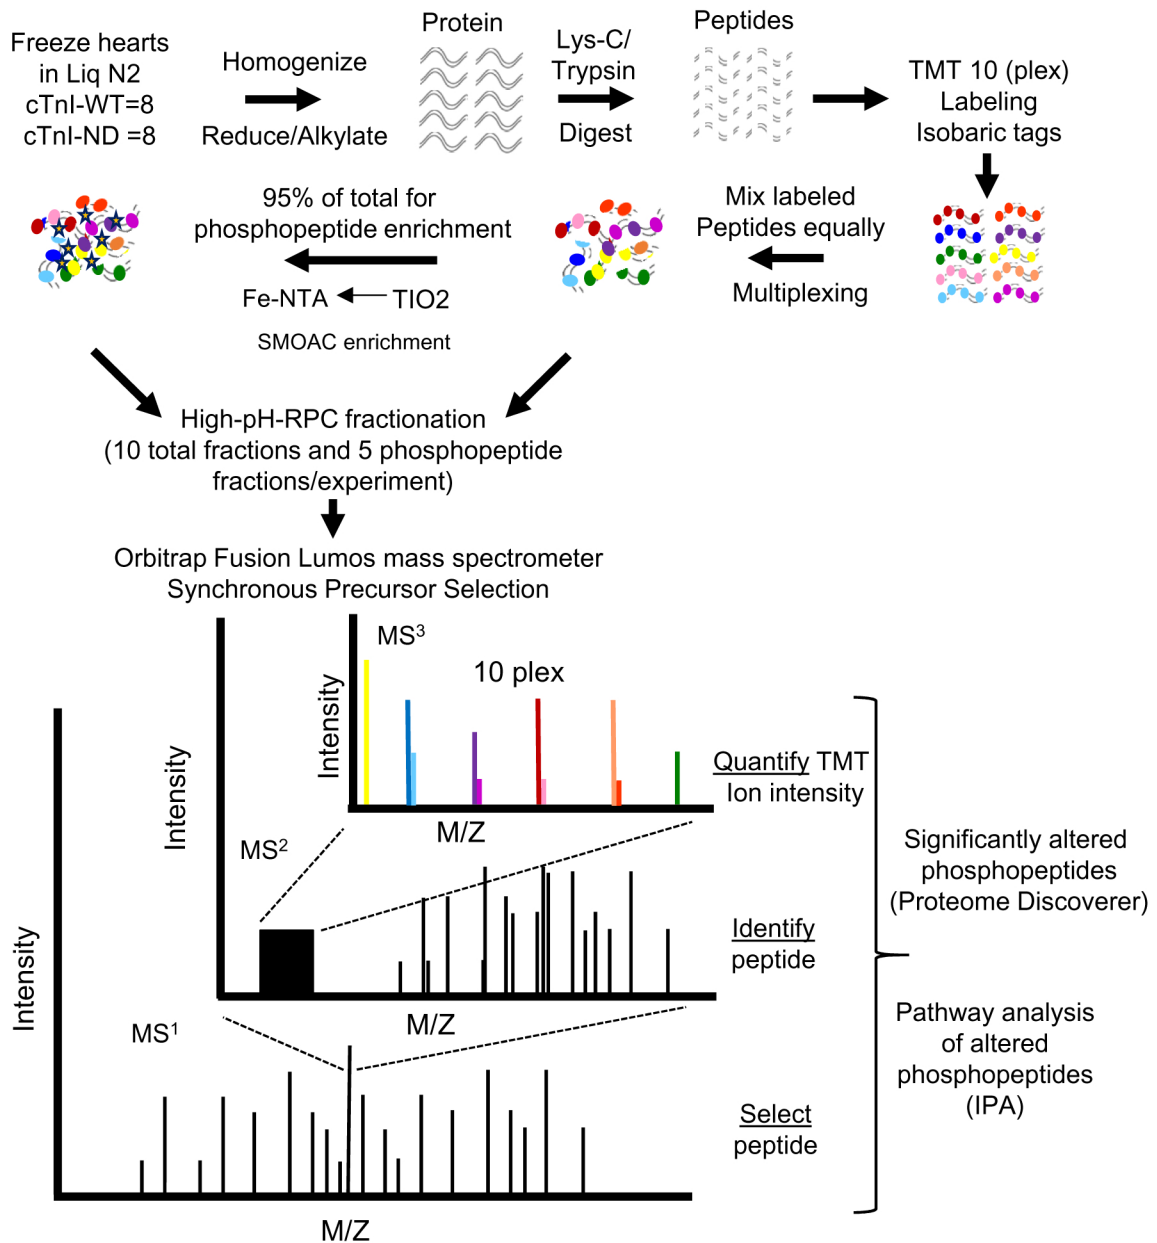 Freeze hearts
in Liq N2
cTnI-WT=8
cTnI-ND =8
Homogenize
Reduce/Alkylate
Protein
Lys-C/
Trypsin
Digest
Peptides
TMT 10 (plex)
Labeling
Isobaric tags
Mix labeled
Peptides equally
Multiplexing
95% of total for
phosphopeptide enrichment
Fe-NTA
TIO2
SMOAC enrichment
High-pH-RPC fractionation
(10 total fractions and 5 phosphopeptide
fractions/experiment)
Orbitrap Fusion Lumos mass spectrometer
Synchronous Precursor Selection
MS³
10 plex
Intensity
M/Z
Quantify TMT
Ion intensity
MS²
Intensity
M/Z
Identify
peptide
MS¹
Intensity
M/Z
Select
peptide
Significantly altered
phosphopeptides
(Proteome Discoverer)
Pathway analysis
of altered
phosphopeptides
(IPA)